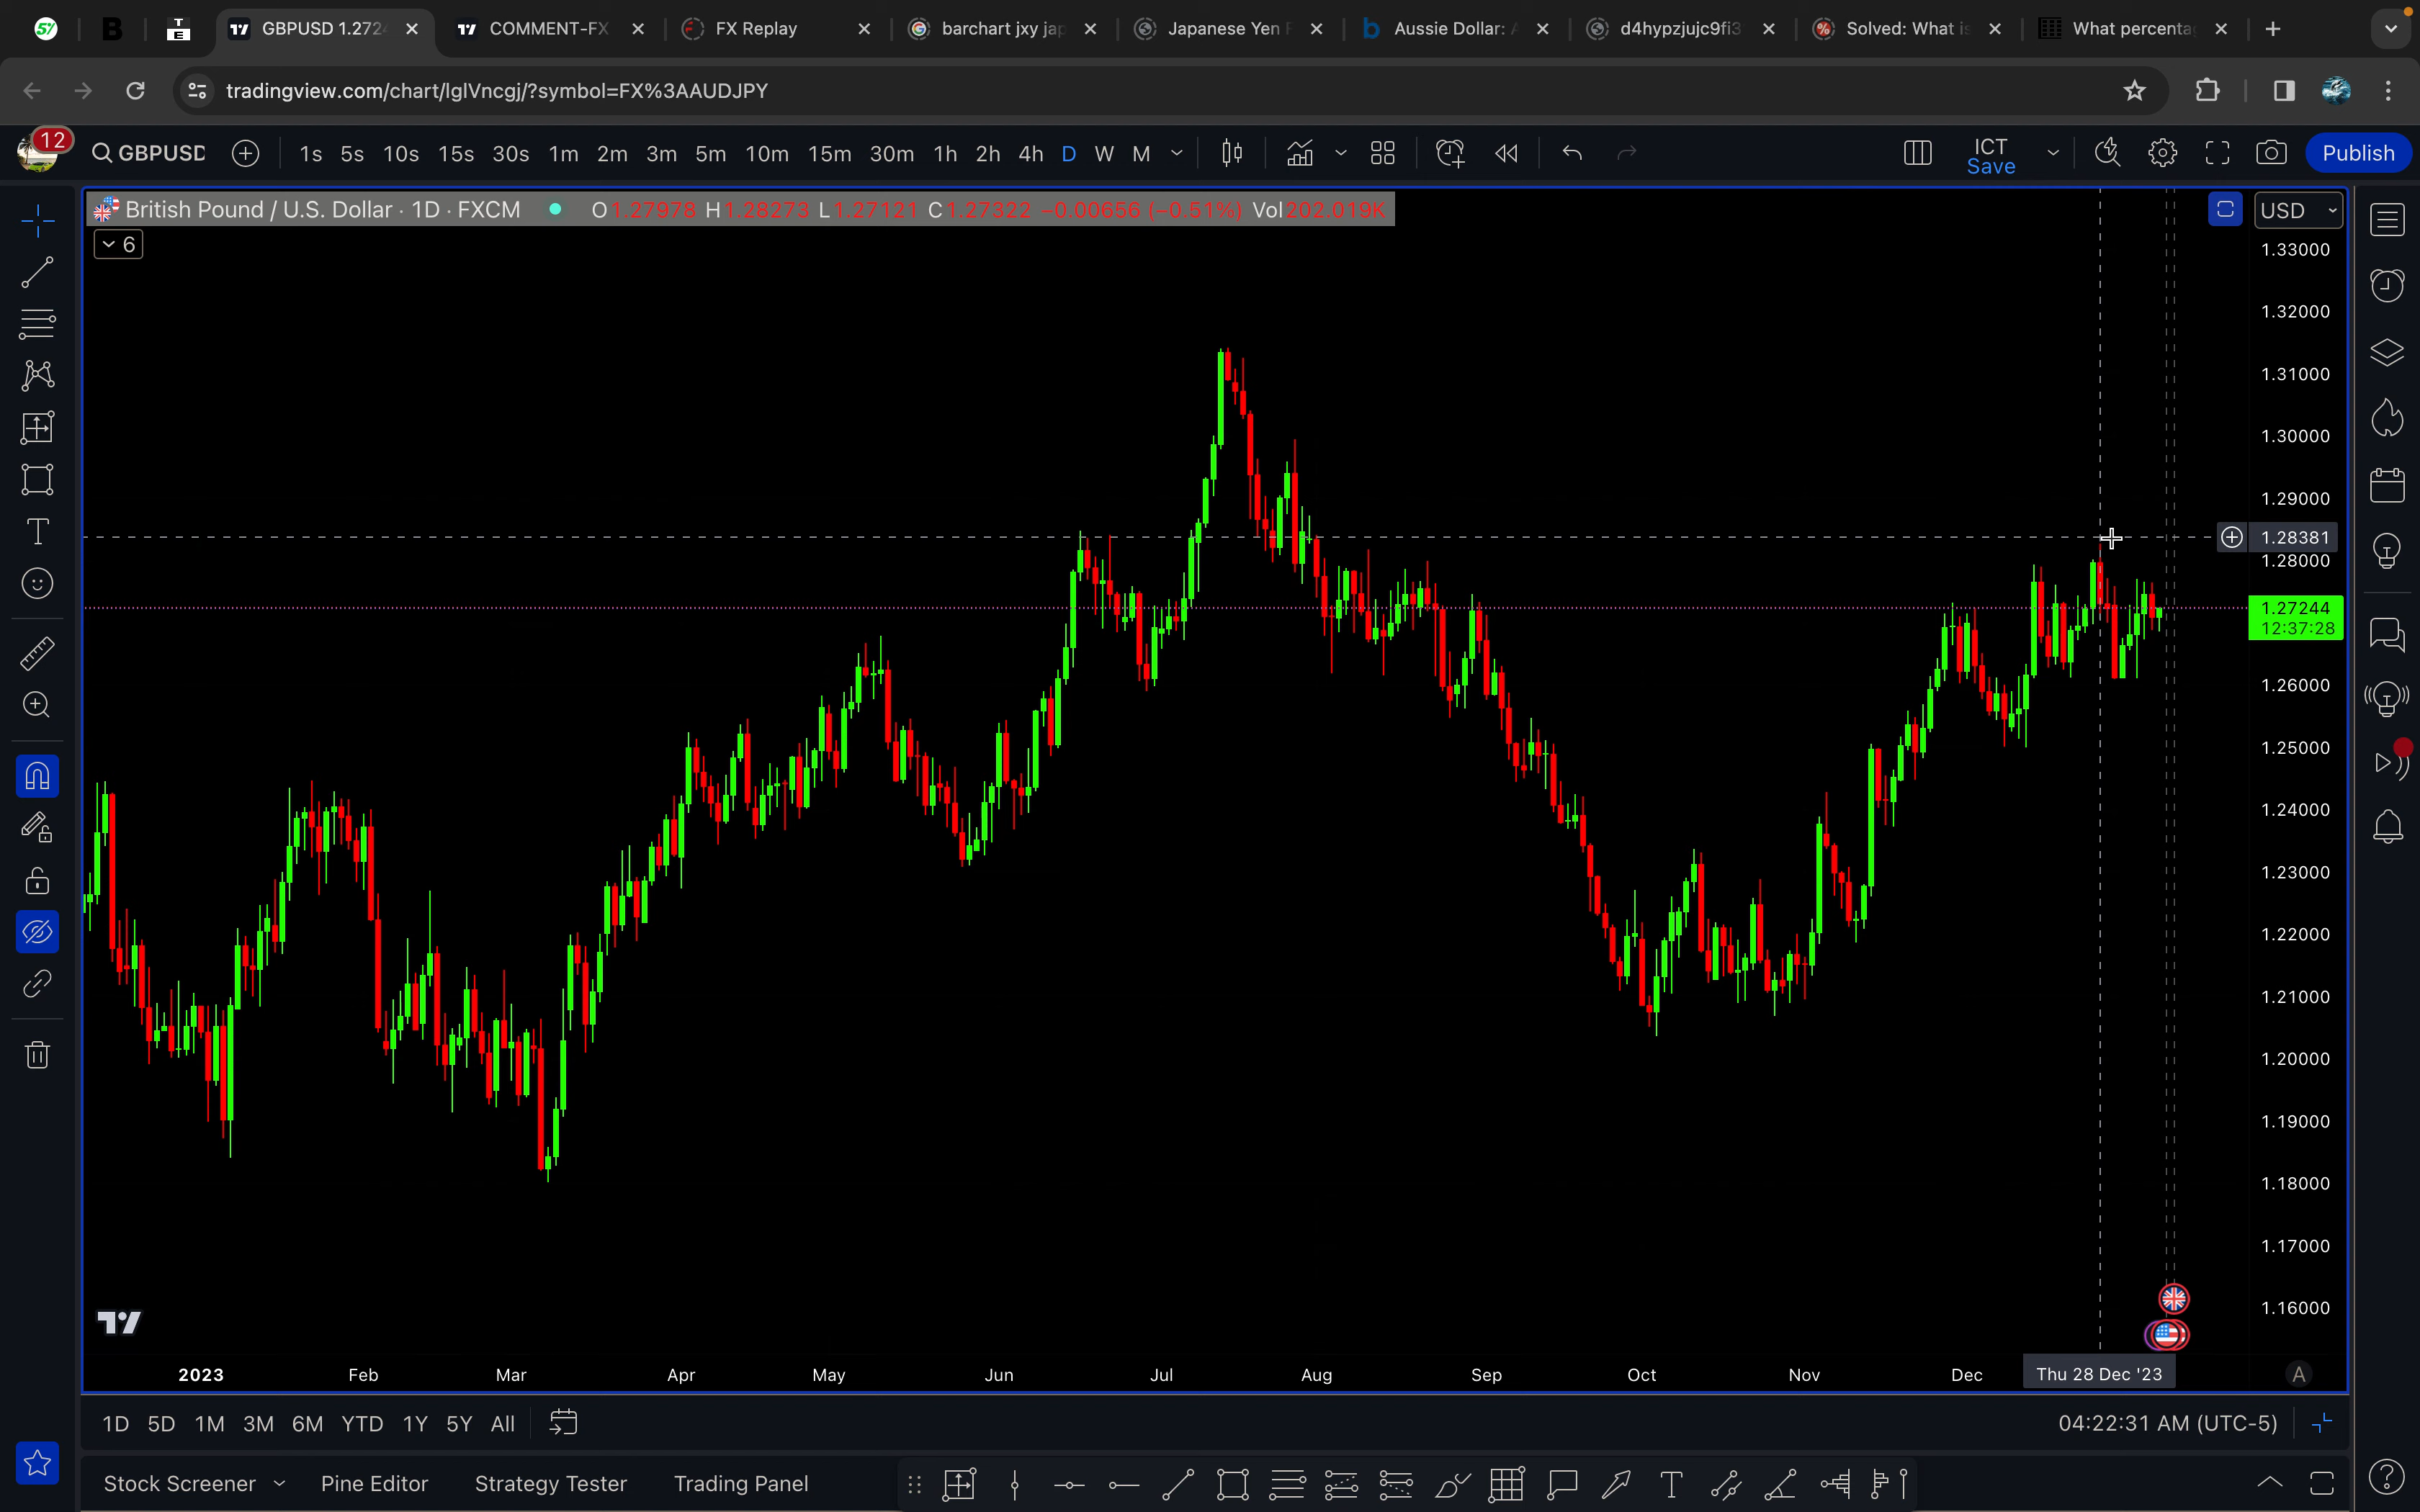 GBPUSD 1.2724
COMMENT-FX
FX Replay
barchart jxy jap
Japanese Yen F
Aussie Dollar: A
d4hypzjujc9fi3
Solved: What is
What percenta
tradingview.com/chart/lglVncgj/?symbol=FX%3AAUDJPY
12
GBPUSD
1s 5s 10s 15s 30s 1m 2m 3m 5m 10m 15m 30m 1h 2h 4h D W M
ICT
Save
Publish
British Pound / U.S. Dollar · 1D · FXCM O1.27978 H1.28273 L1.27121 C1.27322 −0.00656 (−0.51%) Vol202.019K
USD
6
1.33000
1.32000
1.31000
1.30000
1.29000
1.28381
1.28000
1.27244
12:37:28
1.26000
1.25000
1.24000
1.23000
1.22000
1.21000
1.20000
1.19000
1.18000
1.17000
1.16000
2023 Feb Mar Apr May Jun Jul Aug Sep Oct Nov Dec Thu 28 Dec '23 A
1D 5D 1M 3M 6M YTD 1Y 5Y All
04:22:31 AM (UTC-5)
Stock Screener Pine Editor Strategy Tester Trading Panel